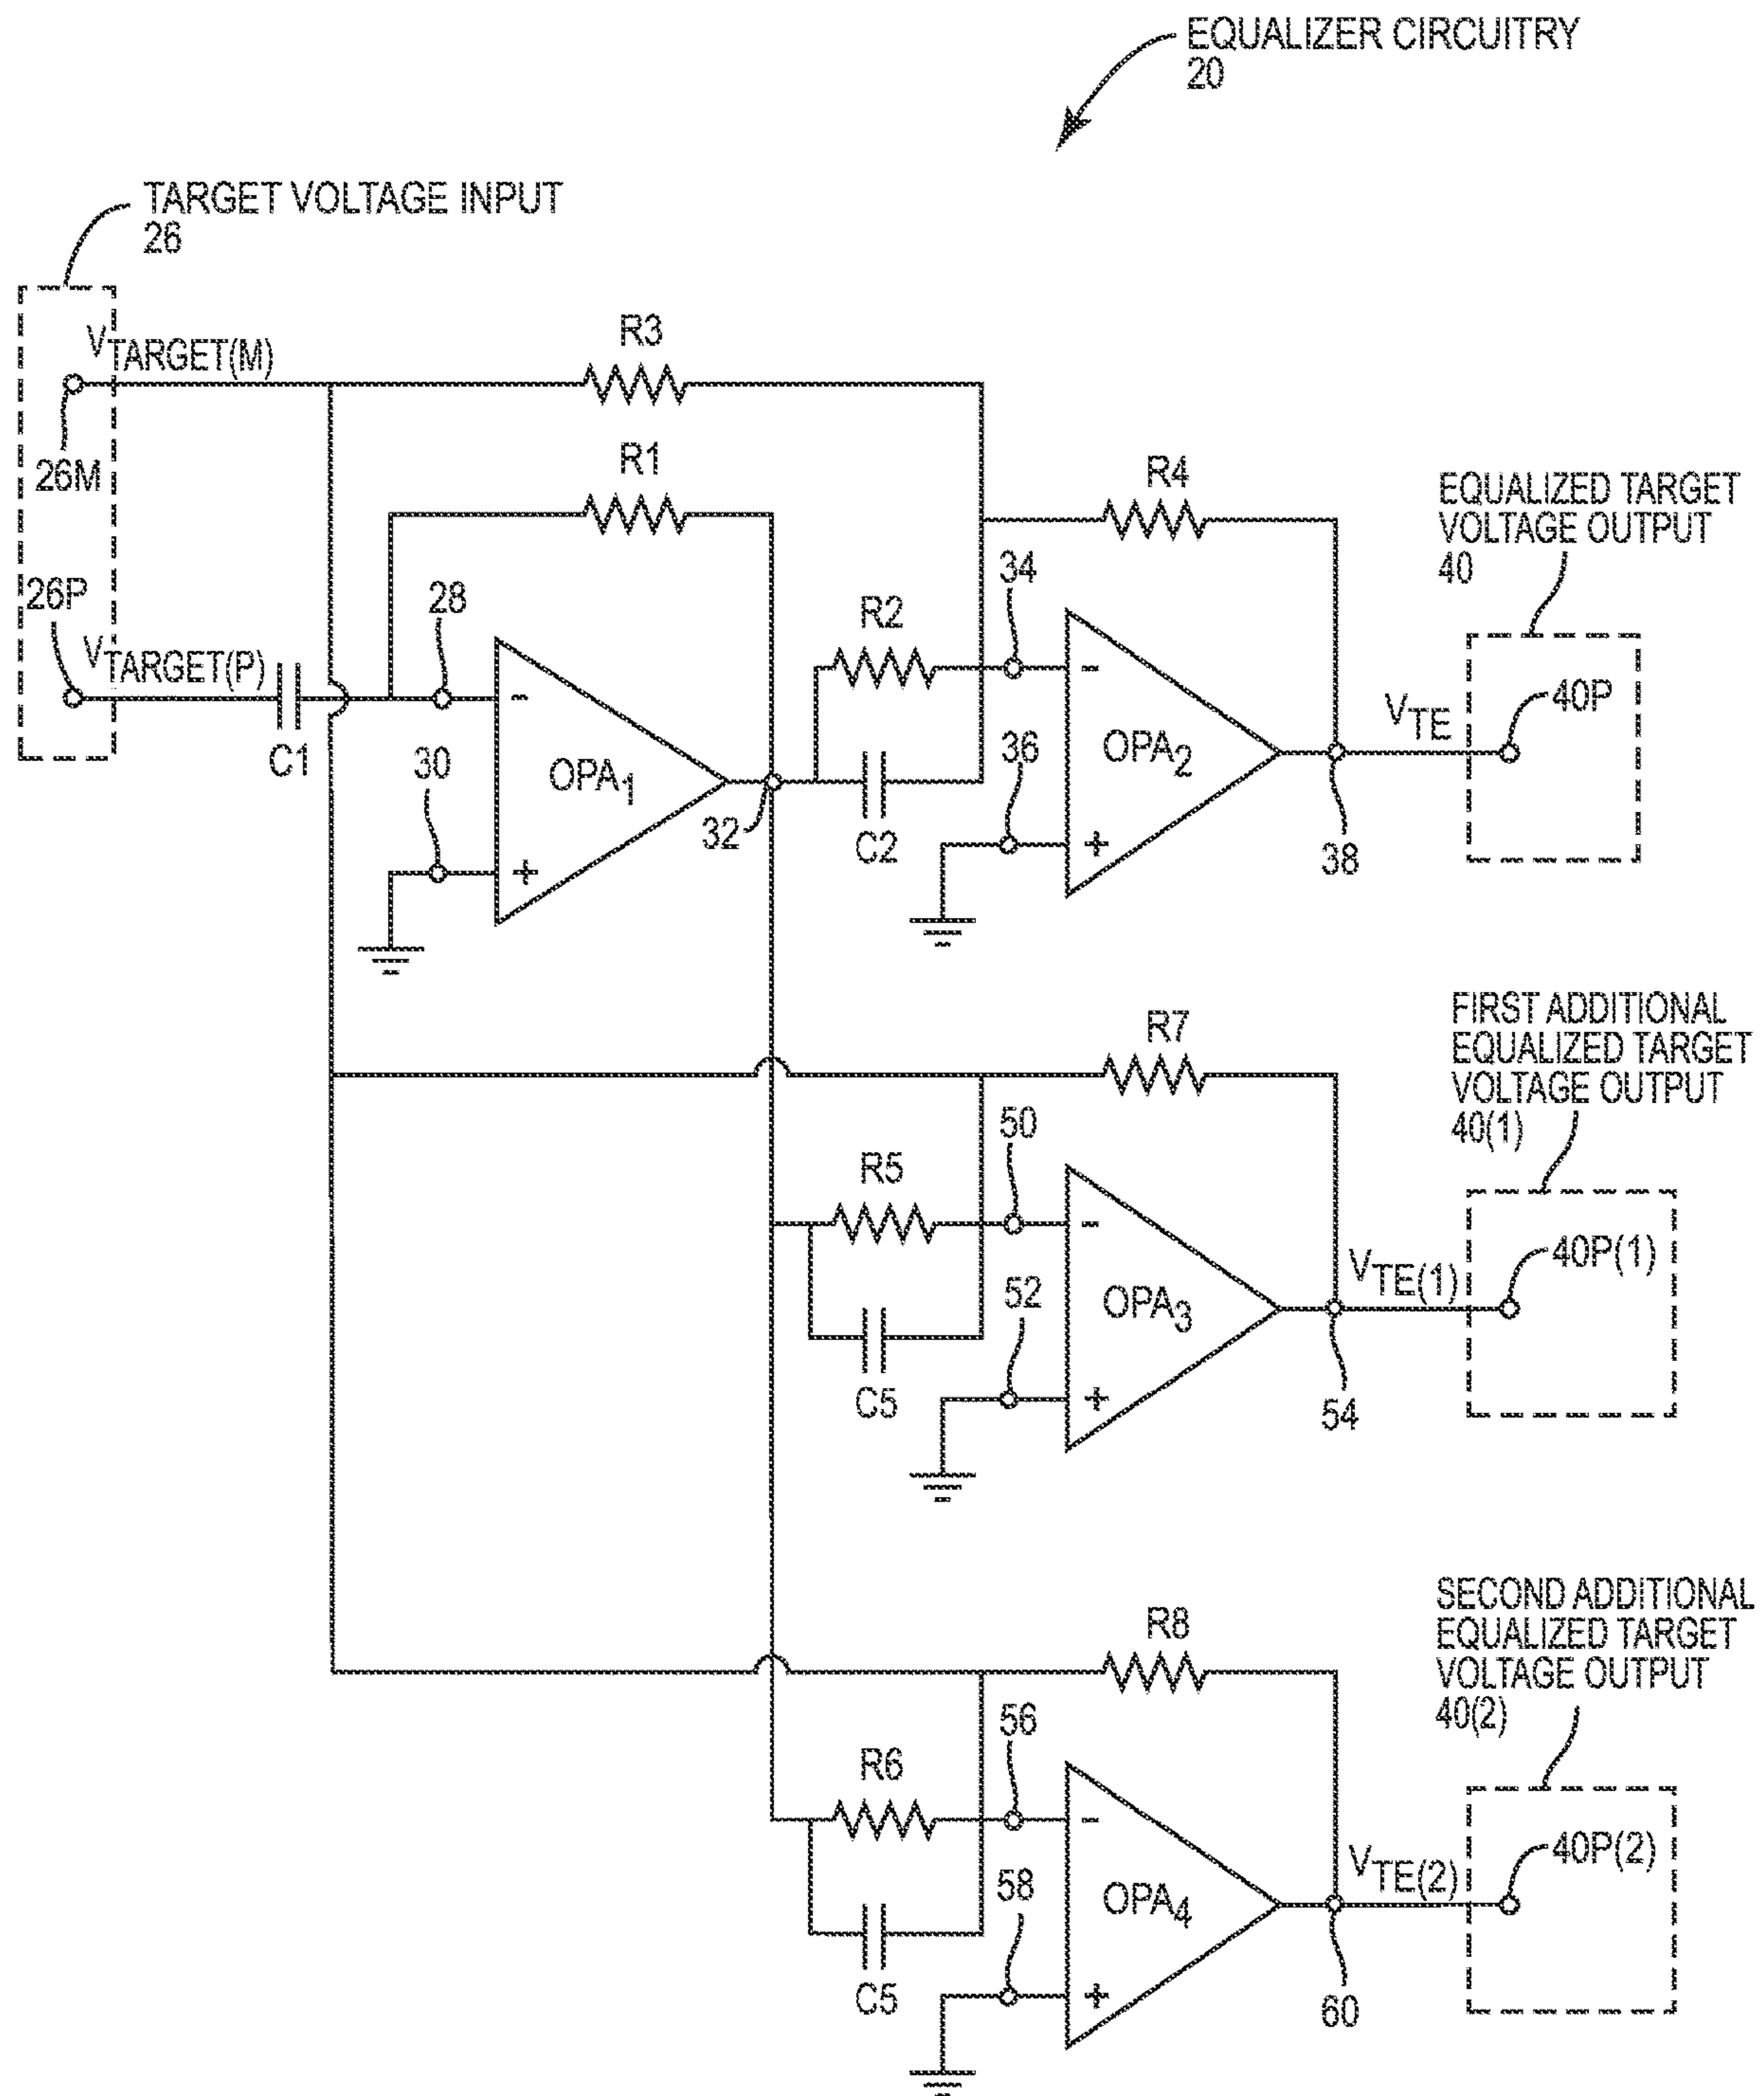 EQUALIZER CIRCUITRY
20
TARGET VOLTAGE INPUT
26
VTARGET(M)
R3
26M
R1
R4
EQUALIZED TARGET
VOLTAGE OUTPUT
40
26P
28
34
R2
VTARGET(P)
-
-
40P
VTE
C1
30
OPA1
36
OPA2
32
C2
38
+
+
FIRST ADDITIONAL
EQUALIZED TARGET
VOLTAGE OUTPUT
40(1)
R7
50
R5
-
40P(1)
VTE(1)
52
OPA3
C5
+
54
SECOND ADDITIONAL
EQUALIZED TARGET
VOLTAGE OUTPUT
40(2)
R8
56
R6
-
40P(2)
VTE(2)
58
OPA4
C5
+
60